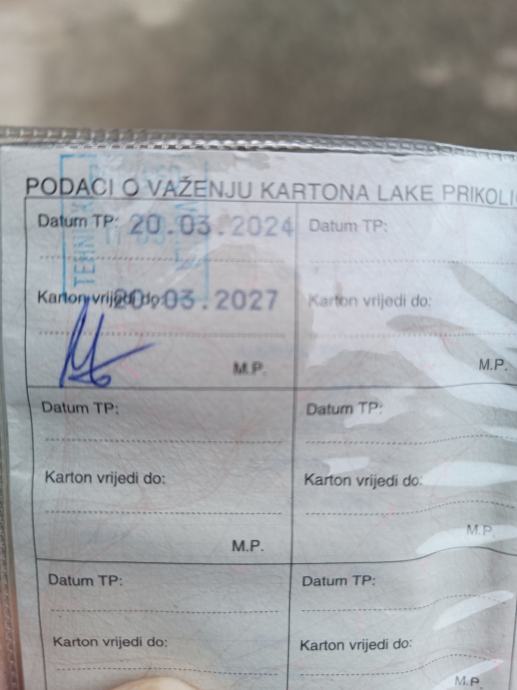 PODACI O VAŽENJU KARTONA LAKE
Datum TP: 20.03.2024 Datum TP:
Karton vrijedi do: 20.03.2027 Karton vrijedi do:
M.P. M.P.
Datum TP: Datum TP:
Karton vrijedi do: Karton vrijedi do:
M.P. M.P.
Datum TP: Datum TP:
Karton vrijedi do: Karton vrijedi do:
M.P.